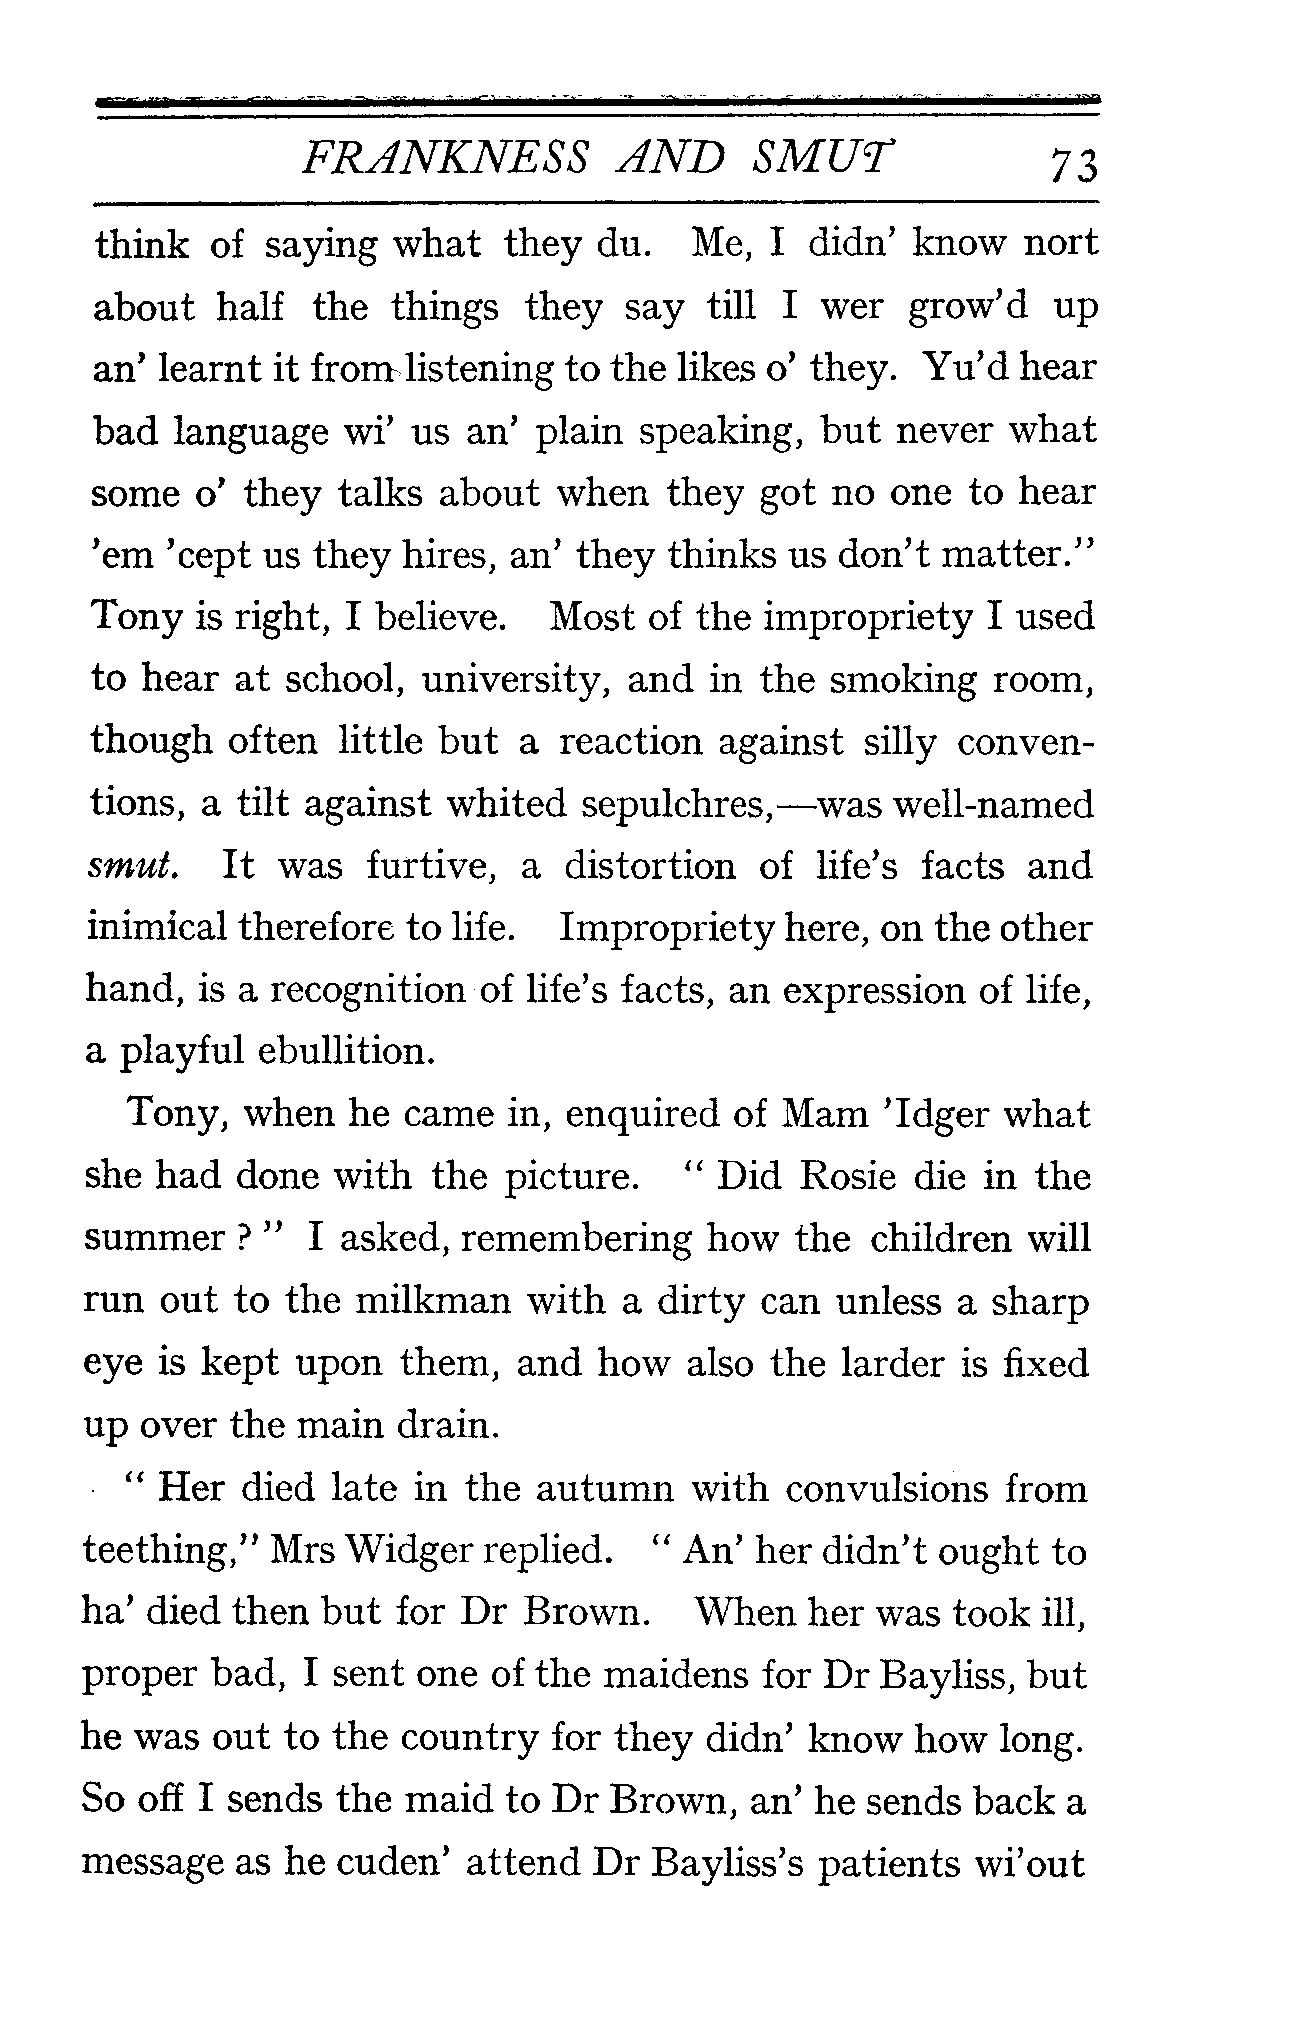 FRANKNESS AND SMUT 73
think of saying what they du. Me, I didn' know nort
about half the things they say till I wer grow'd up
an' learnt it from listening to the likes o' they. Yu'd hear
bad language wi' us an' plain speaking, but never what
some o' they talks about when they got no one to hear
'em 'cept us they hires, an' they thinks us don't matter."
Tony is right, I believe. Most of the impropriety I used
to hear at school, university, and in the smoking room,
though often little but a reaction against silly conven-
tions, a tilt against whited sepulchres,—was well-named
smut. It was furtive, a distortion of life's facts and
inimical therefore to life. Impropriety here, on the other
hand, is a recognition of life's facts, an expression of life,
a playful ebullition.
Tony, when he came in, enquired of Mam 'Idger what
she had done with the picture. " Did Rosie die in the
summer ? " I asked, remembering how the children will
run out to the milkman with a dirty can unless a sharp
eye is kept upon them, and how also the larder is fixed
up over the main drain.
" Her died late in the autumn with convulsions from
teething," Mrs Widger replied. " An' her didn't ought to
ha' died then but for Dr Brown. When her was took ill,
proper bad, I sent one of the maidens for Dr Bayliss, but
he was out to the country for they didn' know how long.
So off I sends the maid to Dr Brown, an' he sends back a
message as he cuden' attend Dr Bayliss's patients wi'out